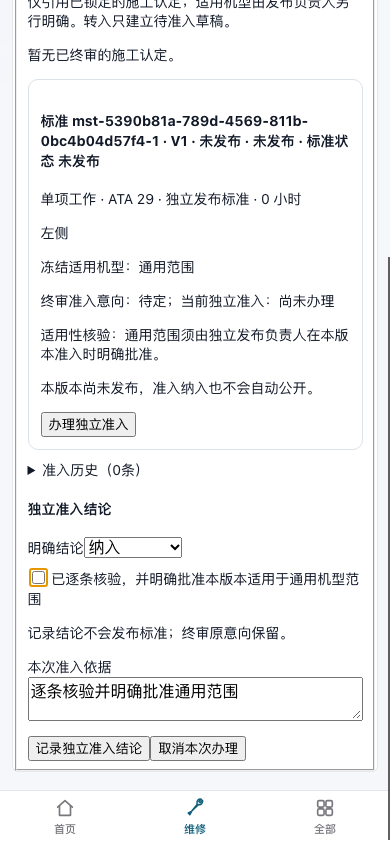 仅引用已锁定的施工认定，适用机型由发布负责人另
行明确。转入只建立待准入草稿。
暂无已终审的施工认定。
标准 mst-5390b81a-789d-4569-811b-
0bc4b04d57f4-1 · V1 · 未发布 · 未发布 · 标准状
态 未发布
单项工作 · ATA 29 · 独立发布标准 · 0 小时
左侧
冻结适用机型：通用范围
终审准入意向：待定；当前独立准入：尚未办理
适用性核验：通用范围须由独立发布负责人在本版
本准入时明确批准。
本版本尚未发布，准入纳入也不会自动公开。
办理独立准入
▶ 准入历史（0条）
独立准入结论
明确结论 纳入
已逐条核验，并明确批准本版本适用于通用机型范
围
记录结论不会发布标准；终审原意向保留。
本次准入依据
逐条核验并明确批准通用范围
记录独立准入结论 取消本次办理
首页 维修 全部